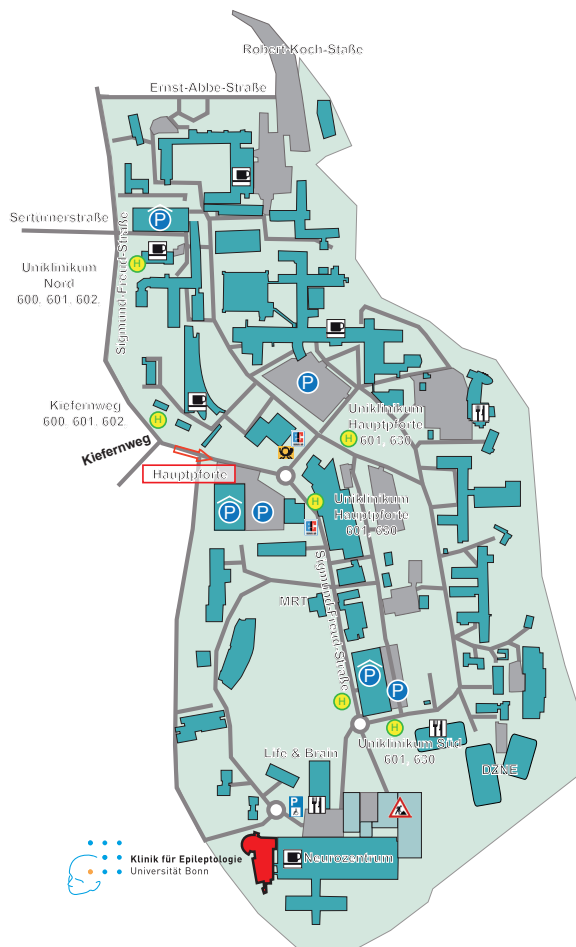 Robert-Koch-Staße
Ernst-Abbe-Straße
Sertürnerstraße
P
Sigmund-Freud-Straße
H
Uniklinikum
Nord
600. 601. 602.
P
Kiefernweg
600. 601. 602.
H
Uniklinikum
Hauptpforte
601, 630
H
Kiefernweg
Hauptpforte
P
P
H
Uniklinikum
Hauptpforte
601, 630
Sigmund-Freud-Straße
MRT
P
P
H
H
Uniklinikum Süd
601, 630
Life & Brain
DZNE
P
Neurozentrum
Klinik für Epileptologie
Universität Bonn